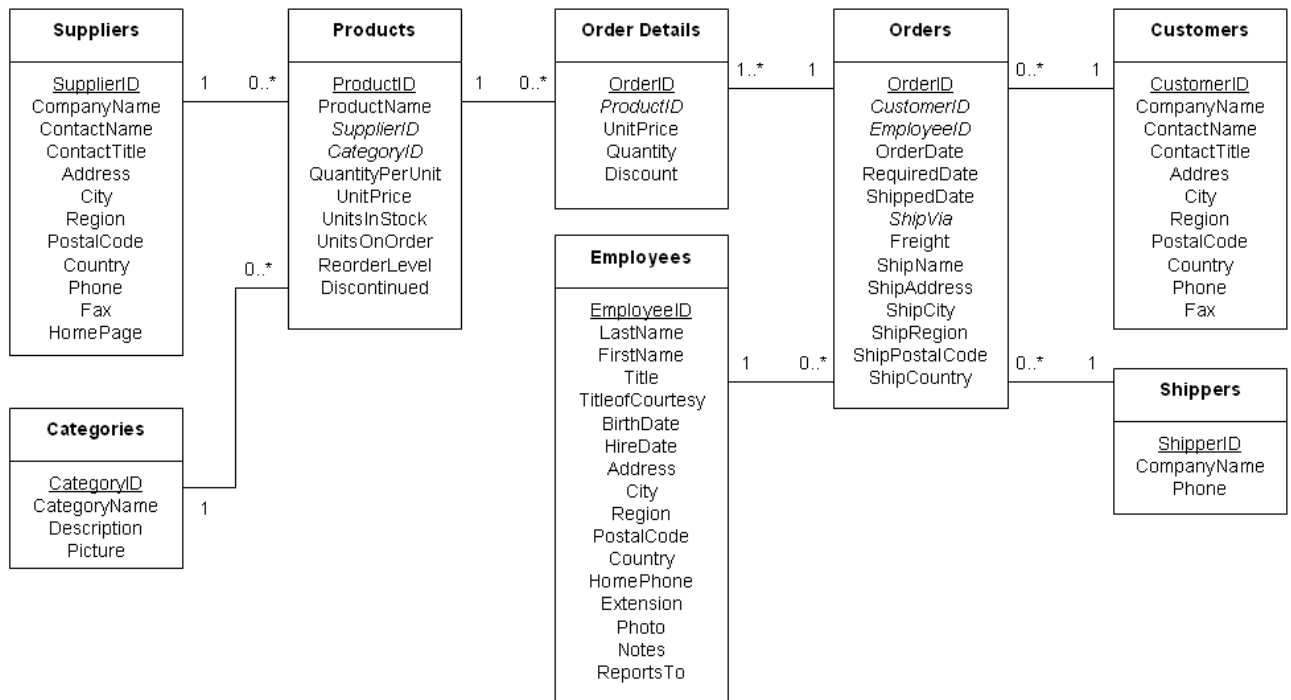 Suppliers
SupplierID
CompanyName
ContactName
ContactTitle
Address
City
Region
PostalCode
Country
Phone
Fax
HomePage
1 0..*
Products
ProductID
ProductName
SupplierID
CategoryID
QuantityPerUnit
UnitPrice
UnitsInStock
UnitsOnOrder
ReorderLevel
Discontinued
1 0..*
Order Details
OrderID
ProductID
UnitPrice
Quantity
Discount
1..* 1
Orders
OrderID
CustomerID
EmployeeID
OrderDate
RequiredDate
ShippedDate
ShipVia
Freight
ShipName
ShipAddress
ShipCity
ShipRegion
ShipPostalCode
ShipCountry
0..* 1
Customers
CustomerID
CompanyName
ContactName
ContactTitle
Addres
City
Region
PostalCode
Country
Phone
Fax
0..*
1
Categories
CategoryID
CategoryName
Description
Picture
Employees
EmployeeID
LastName
FirstName
Title
TitleofCourtesy
BirthDate
HireDate
Address
City
Region
PostalCode
Country
HomePhone
Extension
Photo
Notes
ReportsTo
1 0..*
0..* 1
Shippers
ShipperID
CompanyName
Phone